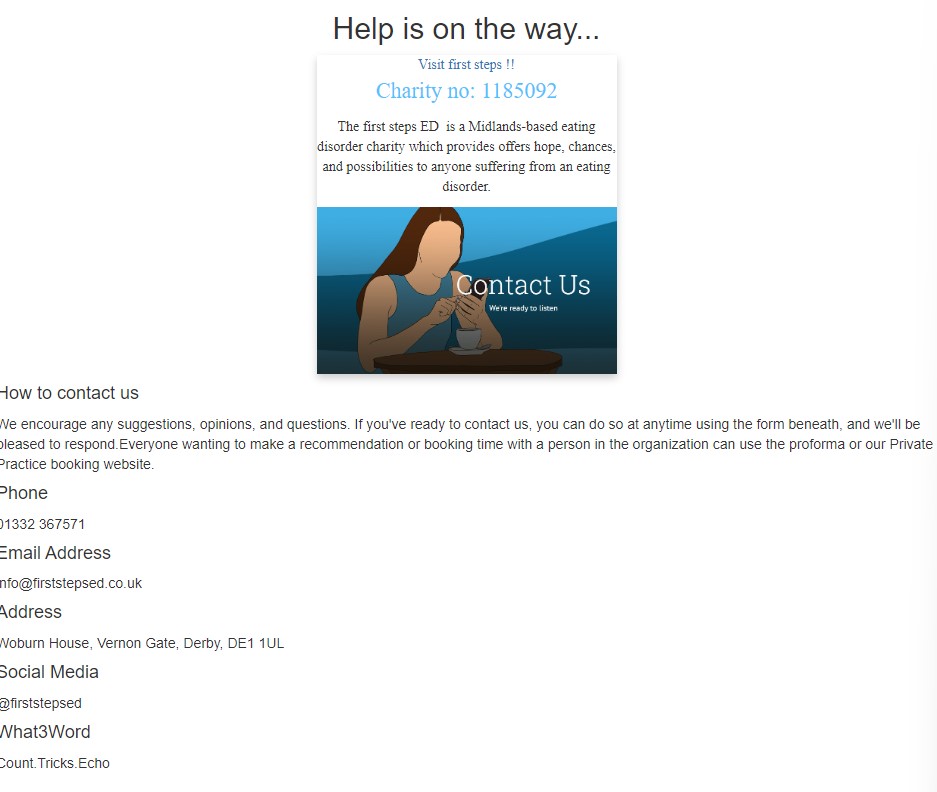 Help is on the way...
Visit first steps !!
Charity no: 1185092
The first steps ED  is a Midlands-based eating
disorder charity which provides offers hope, chances,
and possibilities to anyone suffering from an eating
disorder.
Contact Us
We're ready to listen
How to contact us
We encourage any suggestions, opinions, and questions. If you've ready to contact us, you can do so at anytime using the form beneath, and we'll be
pleased to respond.Everyone wanting to make a recommendation or booking time with a person in the organization can use the proforma or our Private
Practice booking website.
Phone
01332 367571
Email Address
info@firststepsed.co.uk
Address
Woburn House, Vernon Gate, Derby, DE1 1UL
Social Media
@firststepsed
What3Word
Count.Tricks.Echo